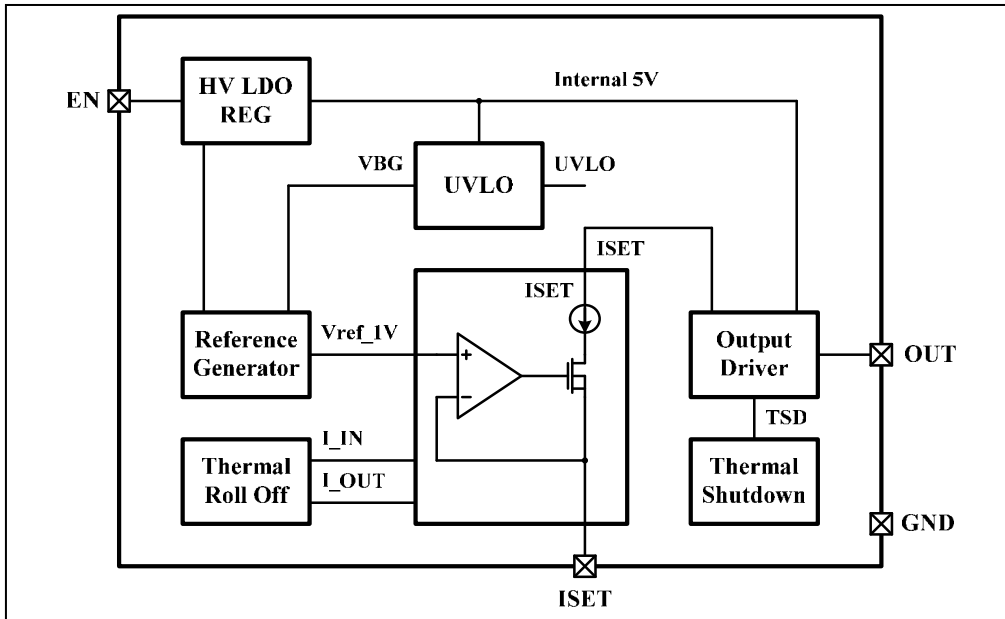 HV LDO
REG
EN
Internal 5V
VBG
UVLO
UVLO
ISET
ISET
Reference
Generator
Vref_1V
+
−
Output
Driver
OUT
TSD
Thermal
Roll Off
I_IN
I_OUT
Thermal
Shutdown
GND
ISET